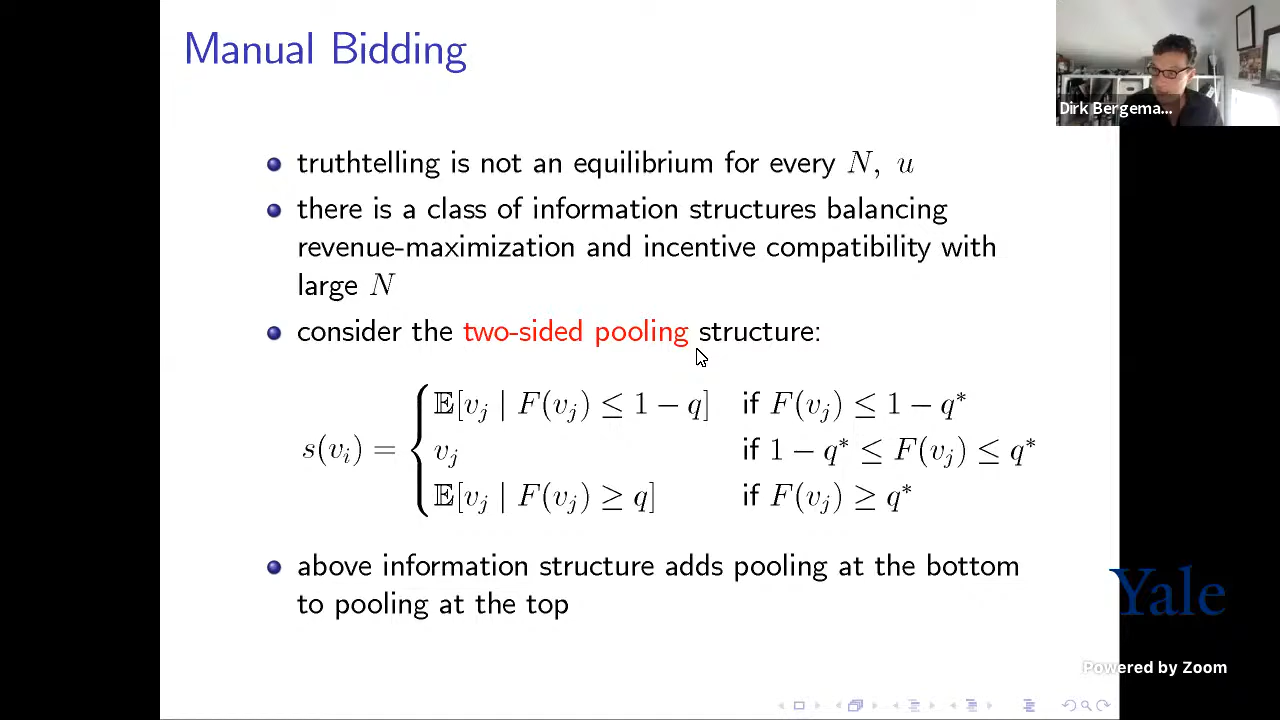 Manual Bidding
Dirk Bergema...
truthtelling is not an equilibrium for every N, u
there is a class of information structures balancing
revenue-maximization and incentive compatibility with
large N
consider the two-sided pooling structure:
𝔼[v_j | F(v_j) ≤ 1 − q] if F(v_j) ≤ 1 − q*
s(v_i) = { v_j if 1 − q* ≤ F(v_j) ≤ q*
𝔼[v_j | F(v_j) ≥ q] if F(v_j) ≥ q*
above information structure adds pooling at the bottom
to pooling at the top
Yale
Powered by Zoom